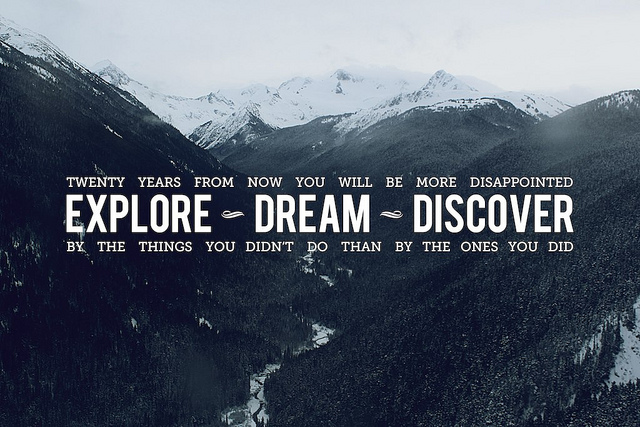 TWENTY YEARS FROM NOW YOU WILL BE MORE DISAPPOINTED
EXPLORE ~ DREAM ~ DISCOVER
BY THE THINGS YOU DIDN'T DO THAN BY THE ONES YOU DID